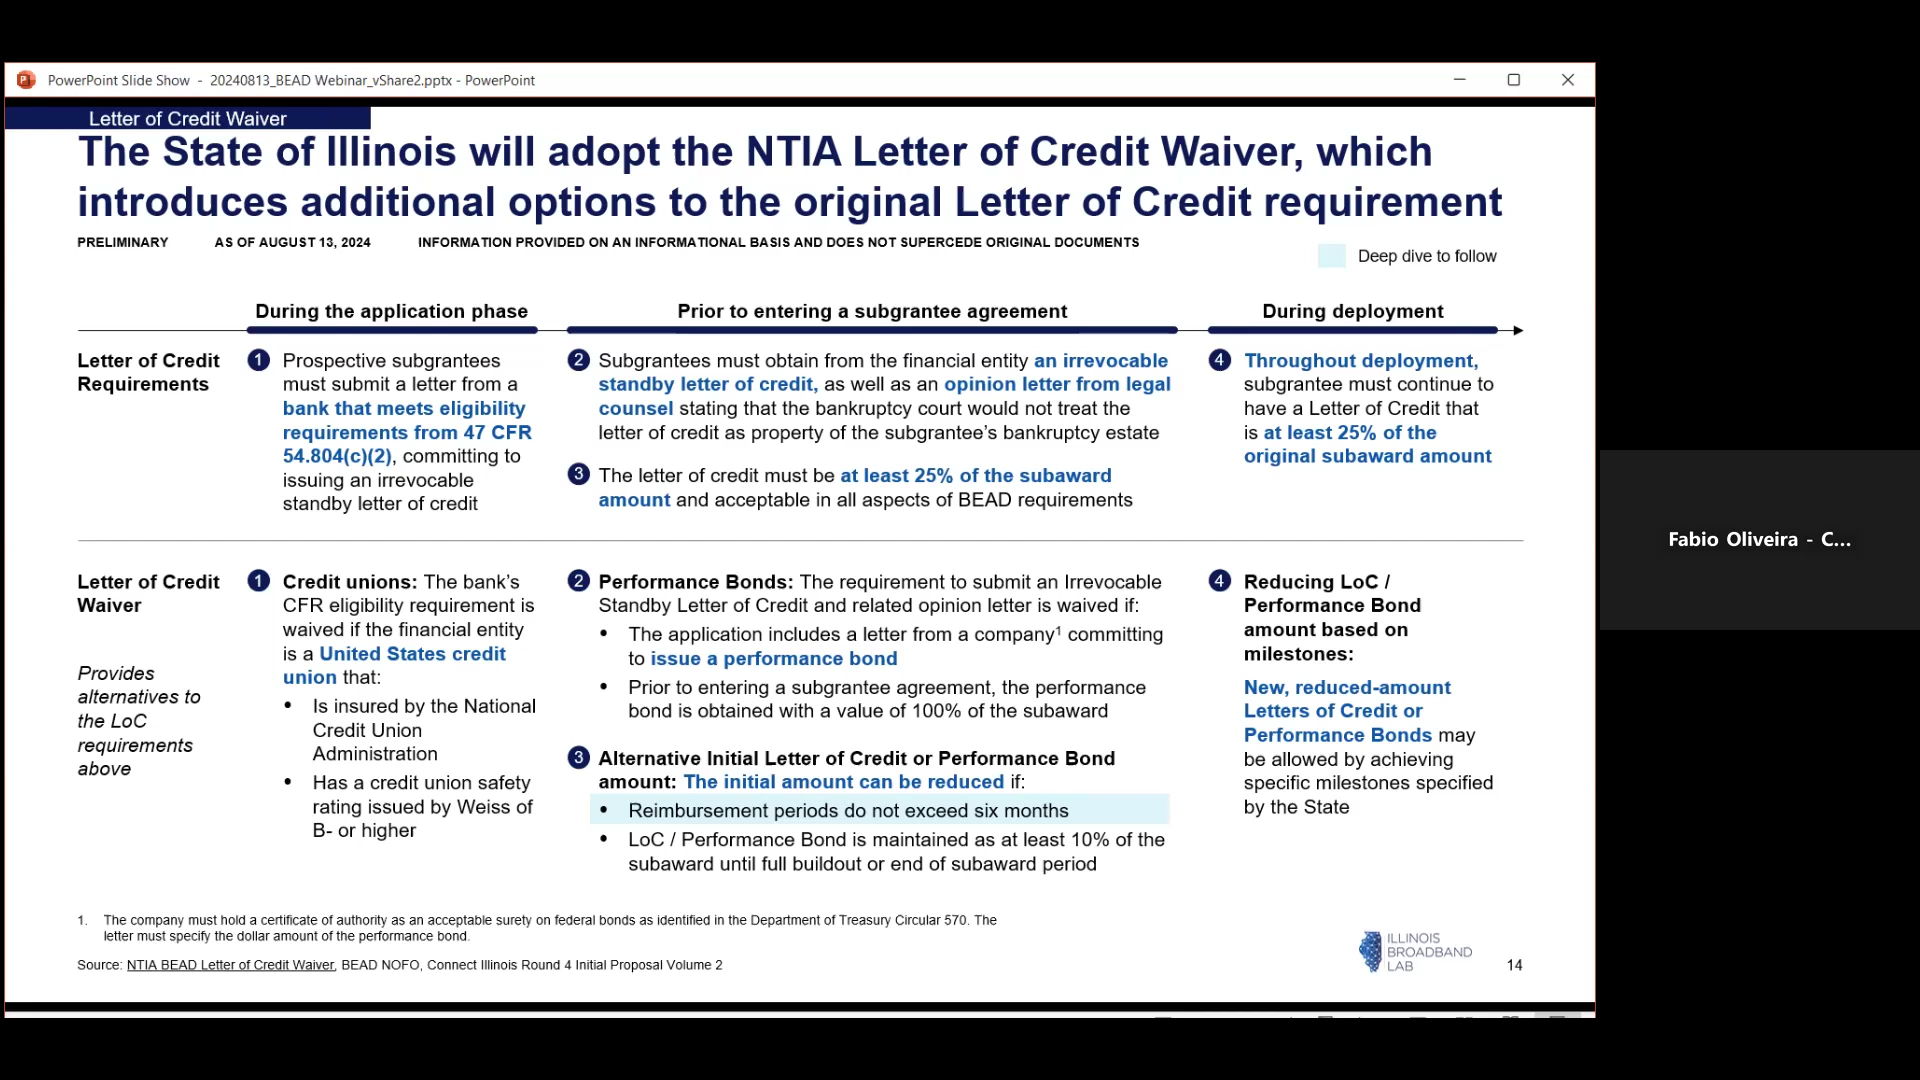 PowerPoint Slide Show - 20240813_BEAD Webinar_vShare2.pptx - PowerPoint
Letter of Credit Waiver
The State of Illinois will adopt the NTIA Letter of Credit Waiver, which
introduces additional options to the original Letter of Credit requirement
PRELIMINARY AS OF AUGUST 13, 2024 INFORMATION PROVIDED ON AN INFORMATIONAL BASIS AND DOES NOT SUPERCEDE ORIGINAL DOCUMENTS
Deep dive to follow
During the application phase
Prior to entering a subgrantee agreement
During deployment
Letter of Credit
Requirements
1 Prospective subgrantees
must submit a letter from a
bank that meets eligibility
requirements from 47 CFR
54.804(c)(2), committing to
issuing an irrevocable
standby letter of credit
2 Subgrantees must obtain from the financial entity an irrevocable
standby letter of credit, as well as an opinion letter from legal
counsel stating that the bankruptcy court would not treat the
letter of credit as property of the subgrantee's bankruptcy estate
3 The letter of credit must be at least 25% of the subaward
amount and acceptable in all aspects of BEAD requirements
4 Throughout deployment,
subgrantee must continue to
have a Letter of Credit that
is at least 25% of the
original subaward amount
Letter of Credit
Waiver
Provides
alternatives to
the LoC
requirements
above
1 Credit unions: The bank's
CFR eligibility requirement is
waived if the financial entity
is a United States credit
union that:
• Is insured by the National
Credit Union
Administration
• Has a credit union safety
rating issued by Weiss of
B- or higher
2 Performance Bonds: The requirement to submit an Irrevocable
Standby Letter of Credit and related opinion letter is waived if:
• The application includes a letter from a company¹ committing
to issue a performance bond
• Prior to entering a subgrantee agreement, the performance
bond is obtained with a value of 100% of the subaward
3 Alternative Initial Letter of Credit or Performance Bond
amount: The initial amount can be reduced if:
• Reimbursement periods do not exceed six months
• LoC / Performance Bond is maintained as at least 10% of the
subaward until full buildout or end of subaward period
4 Reducing LoC /
Performance Bond
amount based on
milestones:
New, reduced-amount
Letters of Credit or
Performance Bonds may
be allowed by achieving
specific milestones specified
by the State
1. The company must hold a certificate of authority as an acceptable surety on federal bonds as identified in the Department of Treasury Circular 570. The
letter must specify the dollar amount of the performance bond.
Source: NTIA BEAD Letter of Credit Waiver, BEAD NOFO, Connect Illinois Round 4 Initial Proposal Volume 2
ILLINOIS
BROADBAND
LAB
14
Fabio Oliveira - C...